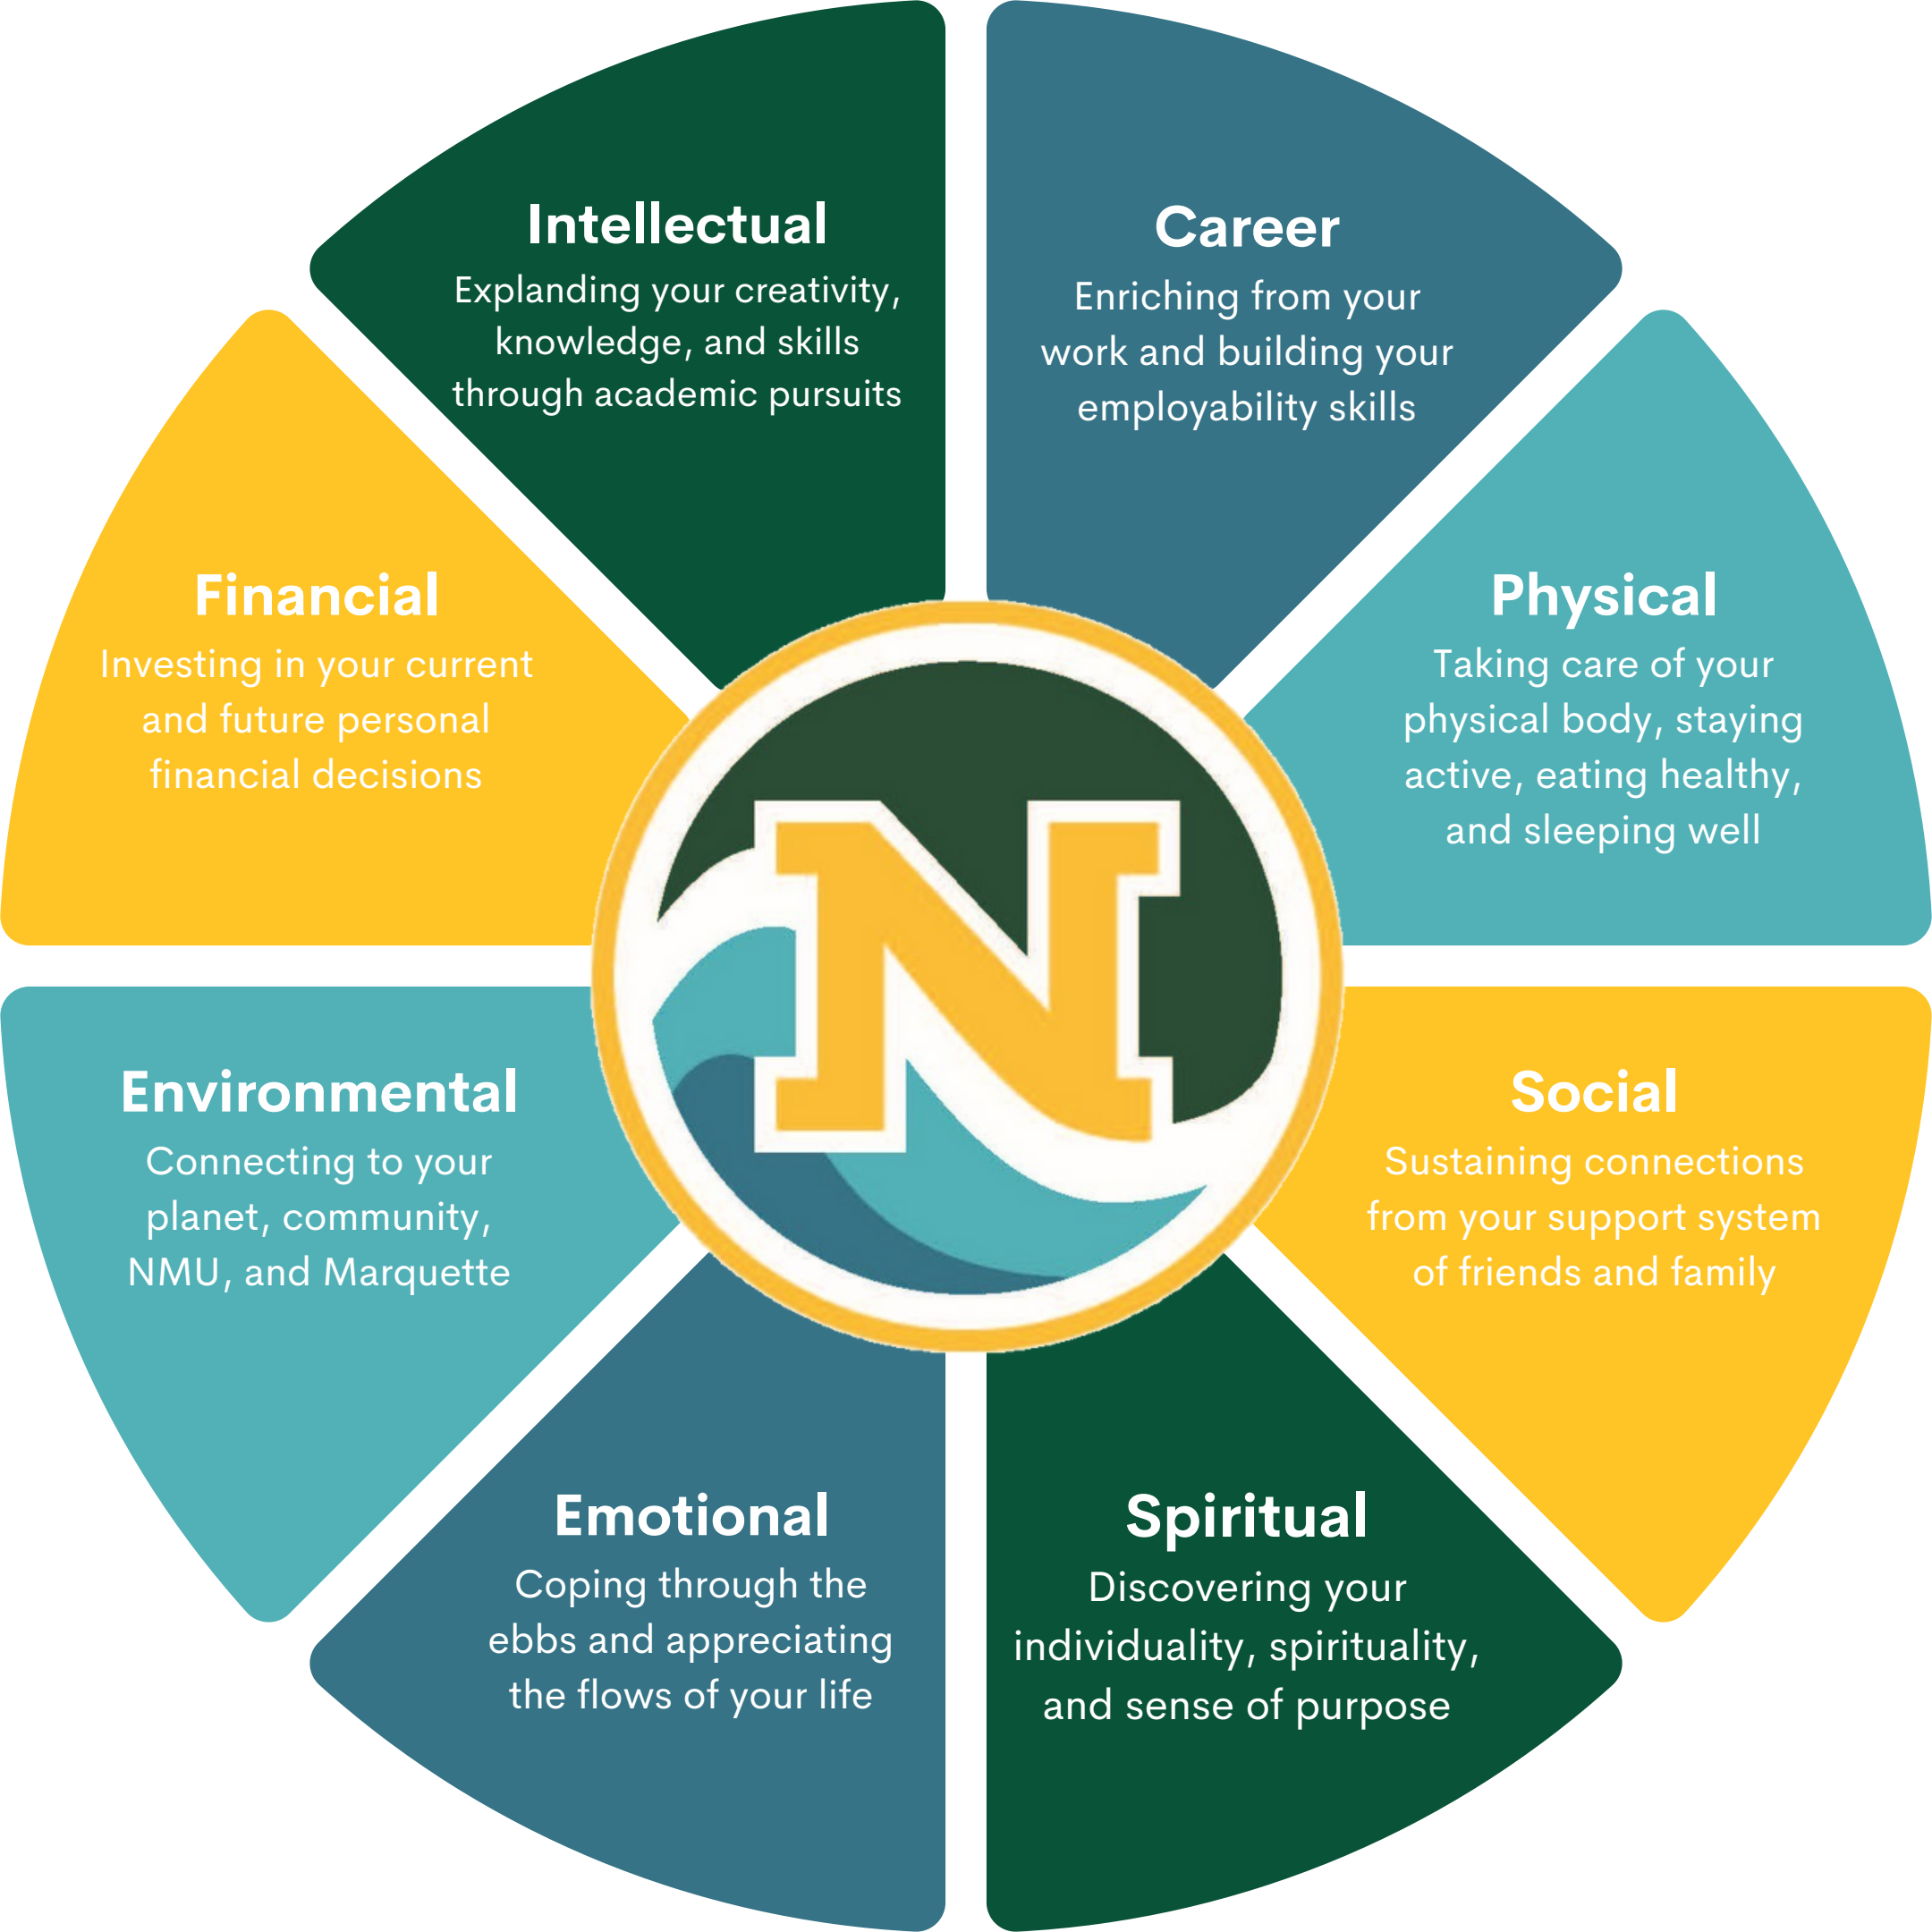 Intellectual
Explanding your creativity,
knowledge, and skills
through academic pursuits
Career
Enriching from your
work and building your
employability skills
Financial
Investing in your current
and future personal
financial decisions
Physical
Taking care of your
physical body, staying
active, eating healthy,
and sleeping well
N
Environmental
Connecting to your
planet, community,
NMU, and Marquette
Social
Sustaining connections
from your support system
of friends and family
Emotional
Coping through the
ebbs and appreciating
the flows of your life
Spiritual
Discovering your
individuality, spirituality,
and sense of purpose